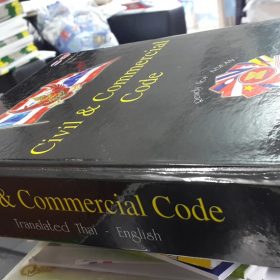 Civil & Commercial
Code
& Commercial Code
Translated Thai - English